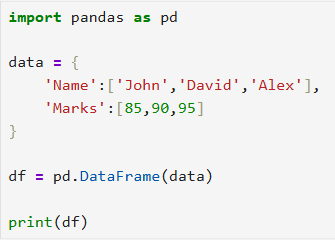 import pandas as pd
data = {
    'Name':['John','David','Alex'],
    'Marks':[85,90,95]
}
df = pd.DataFrame(data)
print(df)